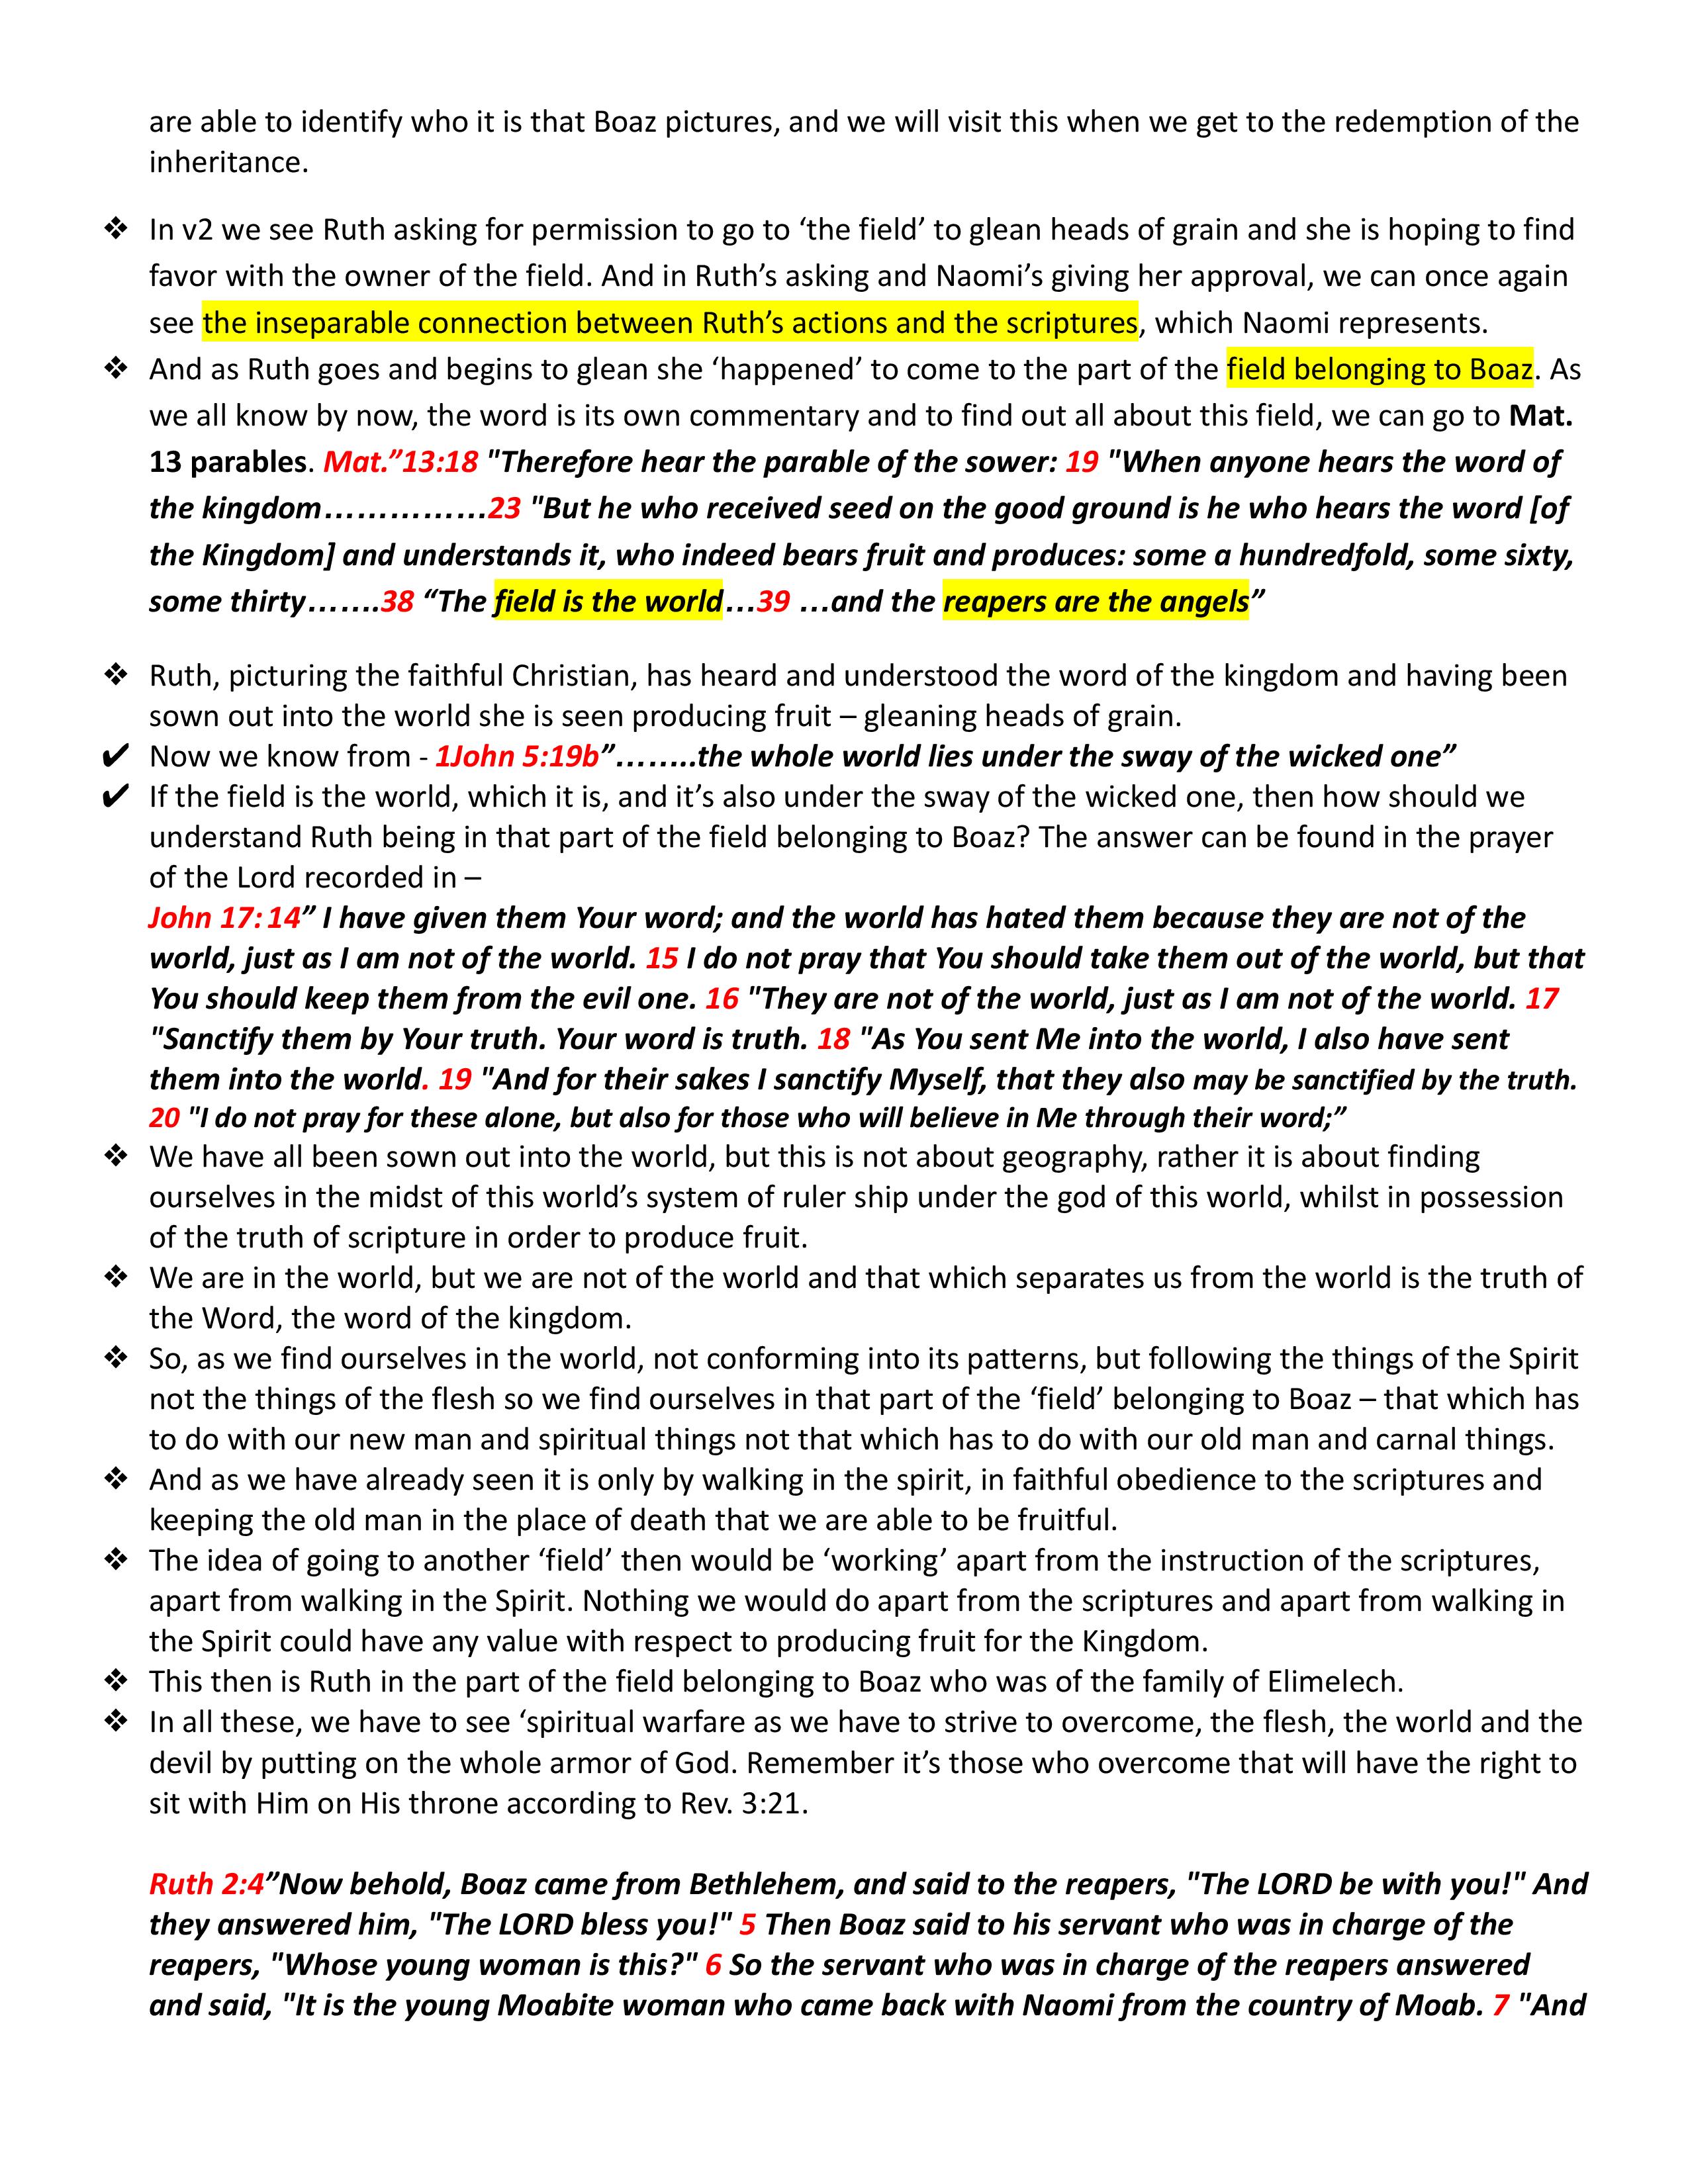 are able to identify who it is that Boaz pictures, and we will visit this when we get to the redemption of the
inheritance.
❖ In v2 we see Ruth asking for permission to go to ‘the field’ to glean heads of grain and she is hoping to find
favor with the owner of the field. And in Ruth’s asking and Naomi’s giving her approval, we can once again
see the inseparable connection between Ruth’s actions and the scriptures, which Naomi represents.
❖ And as Ruth goes and begins to glean she ‘happened’ to come to the part of the field belonging to Boaz. As
we all know by now, the word is its own commentary and to find out all about this field, we can go to Mat.
13 parables. Mat.”13:18 "Therefore hear the parable of the sower: 19 "When anyone hears the word of
the kingdom……………23 "But he who received seed on the good ground is he who hears the word [of
the Kingdom] and understands it, who indeed bears fruit and produces: some a hundredfold, some sixty,
some thirty…….38 “The field is the world…39 …and the reapers are the angels”
❖ Ruth, picturing the faithful Christian, has heard and understood the word of the kingdom and having been
sown out into the world she is seen producing fruit – gleaning heads of grain.
✔ Now we know from - 1John 5:19b”……..the whole world lies under the sway of the wicked one”
✔ If the field is the world, which it is, and it’s also under the sway of the wicked one, then how should we
understand Ruth being in that part of the field belonging to Boaz? The answer can be found in the prayer
of the Lord recorded in –
John 17:14” I have given them Your word; and the world has hated them because they are not of the
world, just as I am not of the world. 15 I do not pray that You should take them out of the world, but that
You should keep them from the evil one. 16 "They are not of the world, just as I am not of the world. 17
"Sanctify them by Your truth. Your word is truth. 18 "As You sent Me into the world, I also have sent
them into the world. 19 "And for their sakes I sanctify Myself, that they also may be sanctified by the truth.
20 "I do not pray for these alone, but also for those who will believe in Me through their word;”
❖ We have all been sown out into the world, but this is not about geography, rather it is about finding
ourselves in the midst of this world’s system of ruler ship under the god of this world, whilst in possession
of the truth of scripture in order to produce fruit.
❖ We are in the world, but we are not of the world and that which separates us from the world is the truth of
the Word, the word of the kingdom.
❖ So, as we find ourselves in the world, not conforming into its patterns, but following the things of the Spirit
not the things of the flesh so we find ourselves in that part of the ‘field’ belonging to Boaz – that which has
to do with our new man and spiritual things not that which has to do with our old man and carnal things.
❖ And as we have already seen it is only by walking in the spirit, in faithful obedience to the scriptures and
keeping the old man in the place of death that we are able to be fruitful.
❖ The idea of going to another ‘field’ then would be ‘working’ apart from the instruction of the scriptures,
apart from walking in the Spirit. Nothing we would do apart from the scriptures and apart from walking in
the Spirit could have any value with respect to producing fruit for the Kingdom.
❖ This then is Ruth in the part of the field belonging to Boaz who was of the family of Elimelech.
❖ In all these, we have to see ‘spiritual warfare as we have to strive to overcome, the flesh, the world and the
devil by putting on the whole armor of God. Remember it’s those who overcome that will have the right to
sit with Him on His throne according to Rev. 3:21.
Ruth 2:4”Now behold, Boaz came from Bethlehem, and said to the reapers, "The LORD be with you!" And
they answered him, "The LORD bless you!" 5 Then Boaz said to his servant who was in charge of the
reapers, "Whose young woman is this?" 6 So the servant who was in charge of the reapers answered
and said, "It is the young Moabite woman who came back with Naomi from the country of Moab. 7 "And